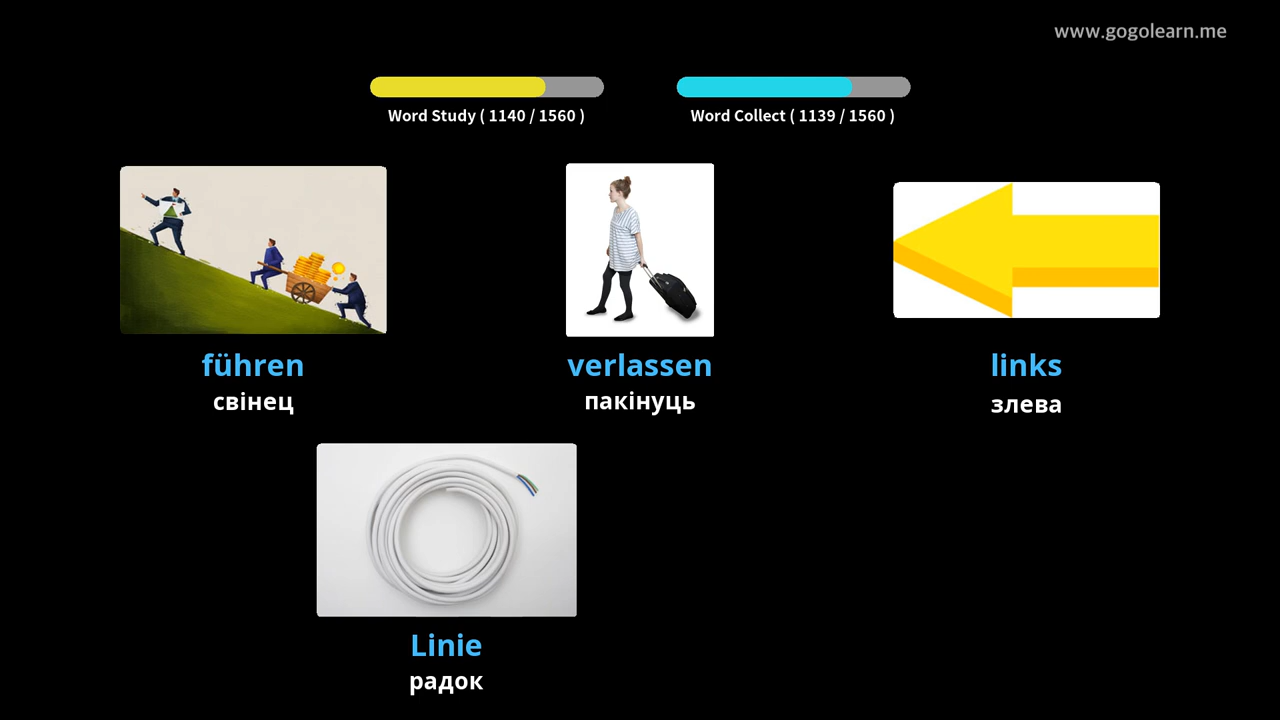 www.gogolearn.me
Word Study ( 1140 / 1560 )
Word Collect ( 1139 / 1560 )
führen
свінец
verlassen
пакінуць
links
злева
Linie
радок